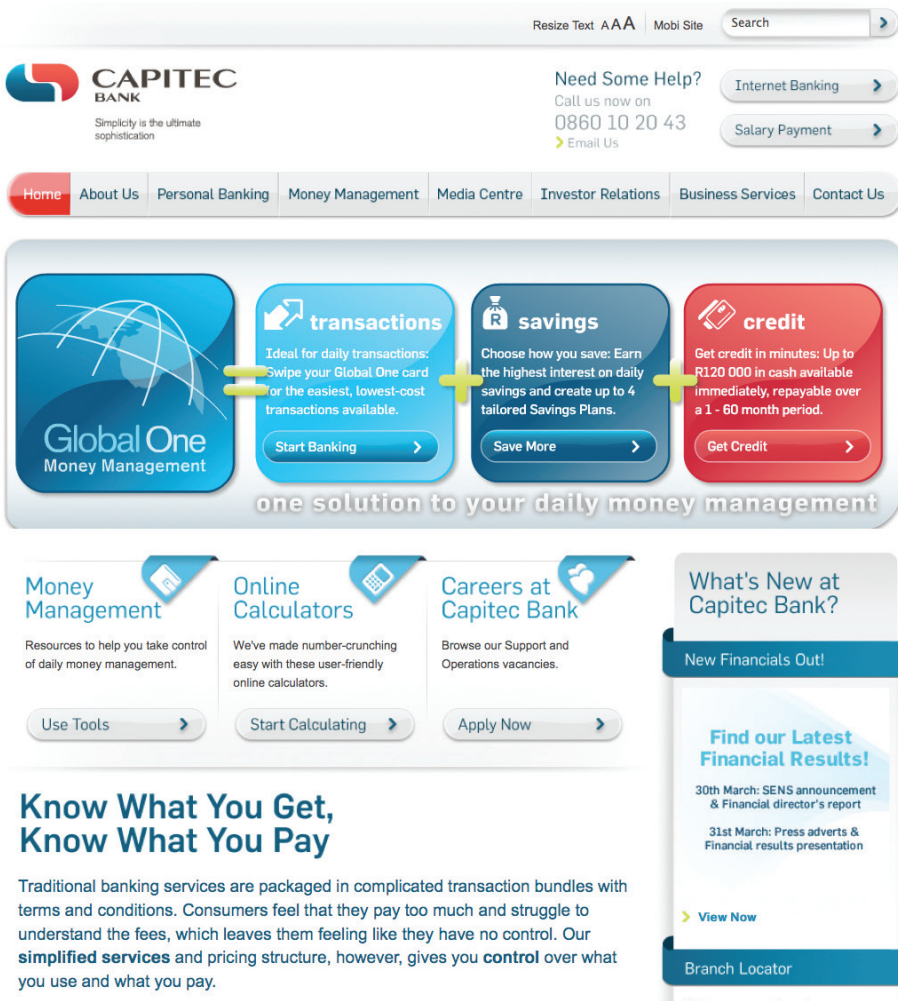 Resize Text A A A
Mobi Site
Search
CAPITEC
BANK
Simplicity is the ultimate
sophistication
Need Some Help?
Call us now on
0860 10 20 43
Email Us
Internet Banking
Salary Payment
Home
About Us
Personal Banking
Money Management
Media Centre
Investor Relations
Business Services
Contact Us
Global One
Money Management
transactions
Ideal for daily transactions:
Swipe your Global One card
for the easiest, lowest-cost
transactions available.
Start Banking
R
savings
Choose how you save: Earn
the highest interest on daily
savings and create up to 4
tailored Savings Plans.
Save More
credit
Get credit in minutes: Up to
R120 000 in cash available
immediately, repayable over
a 1 - 60 month period.
Get Credit
one solution to your daily money management
Money
Management
Resources to help you take control
of daily money management.
Use Tools
Online
Calculators
We've made number-crunching
easy with these user-friendly
online calculators.
Start Calculating
Careers at
Capitec Bank
Browse our Support and
Operations vacancies.
Apply Now
Know What You Get,
Know What You Pay
Traditional banking services are packaged in complicated transaction bundles with
terms and conditions. Consumers feel that they pay too much and struggle to
understand the fees, which leaves them feeling like they have no control. Our
simplified services and pricing structure, however, gives you control over what
you use and what you pay.
What's New at
Capitec Bank?
New Financials Out!
Find our Latest
Financial Results!
30th March: SENS announcement
& Financial director's report
31st March: Press adverts &
Financial results presentation
View Now
Branch Locator